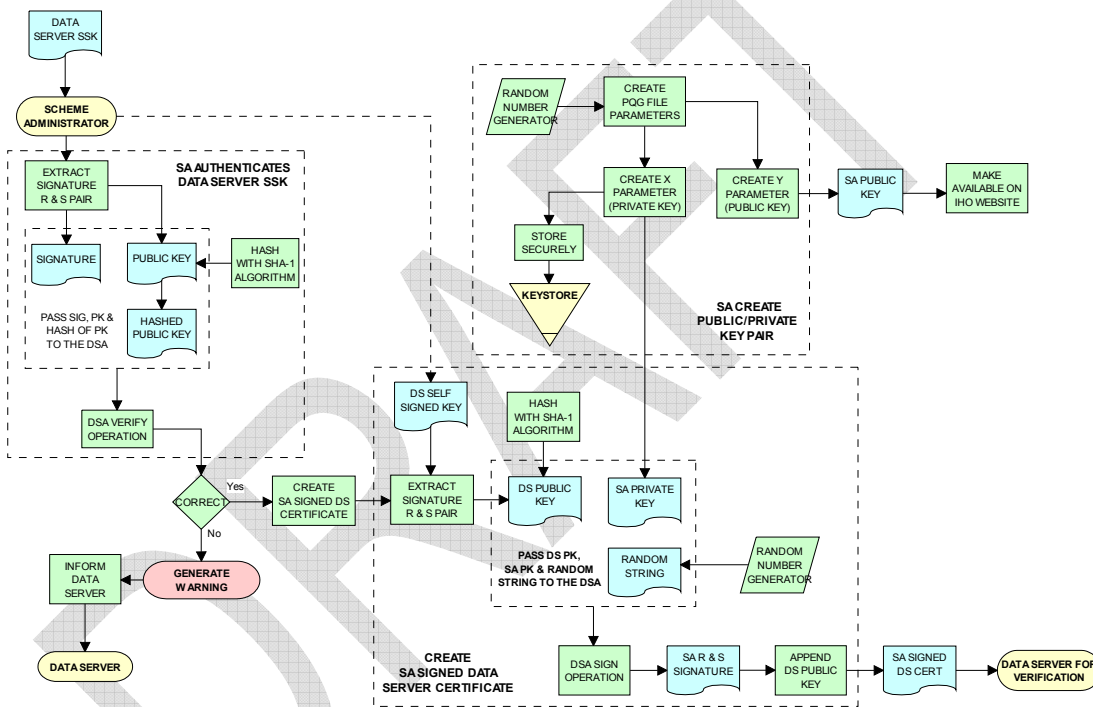 DATA
SERVER SSK
SCHEME
ADMINISTRATOR
SA AUTHENTICATES
DATA SERVER SSK
EXTRACT
SIGNATURE
R & S PAIR
SIGNATURE
PUBLIC KEY
HASH
WITH SHA-1
ALGORITHM
PASS SIG, PK &
HASH OF PK
TO THE DSA
HASHED
PUBLIC KEY
DSA VERIFY
OPERATION
CORRECT
Yes
No
CREATE
SA SIGNED DS
CERTIFICATE
GENERATE
WARNING
INFORM
DATA
SERVER
DATA SERVER
RANDOM
NUMBER
GENERATOR
CREATE
PQG FILE
PARAMETERS
CREATE X
PARAMETER
(PRIVATE KEY)
CREATE Y
PARAMETER
(PUBLIC KEY)
SA PUBLIC
KEY
MAKE
AVAILABLE ON
IHO WEBSITE
STORE
SECURELY
KEYSTORE
SA CREATE
PUBLIC/PRIVATE
KEY PAIR
DS SELF
SIGNED KEY
HASH
WITH SHA-1
ALGORITHM
EXTRACT
SIGNATURE
R & S PAIR
DS PUBLIC
KEY
SA PRIVATE
KEY
PASS DS PK,
SA PK & RANDOM
STRING TO THE DSA
RANDOM
STRING
RANDOM
NUMBER
GENERATOR
CREATE
SA SIGNED DATA
SERVER CERTIFICATE
DSA SIGN
OPERATION
SA R & S
SIGNATURE
APPEND
DS PUBLIC
KEY
SA SIGNED
DS CERT
DATA SERVER FOR
VERIFICATION
DRAFT